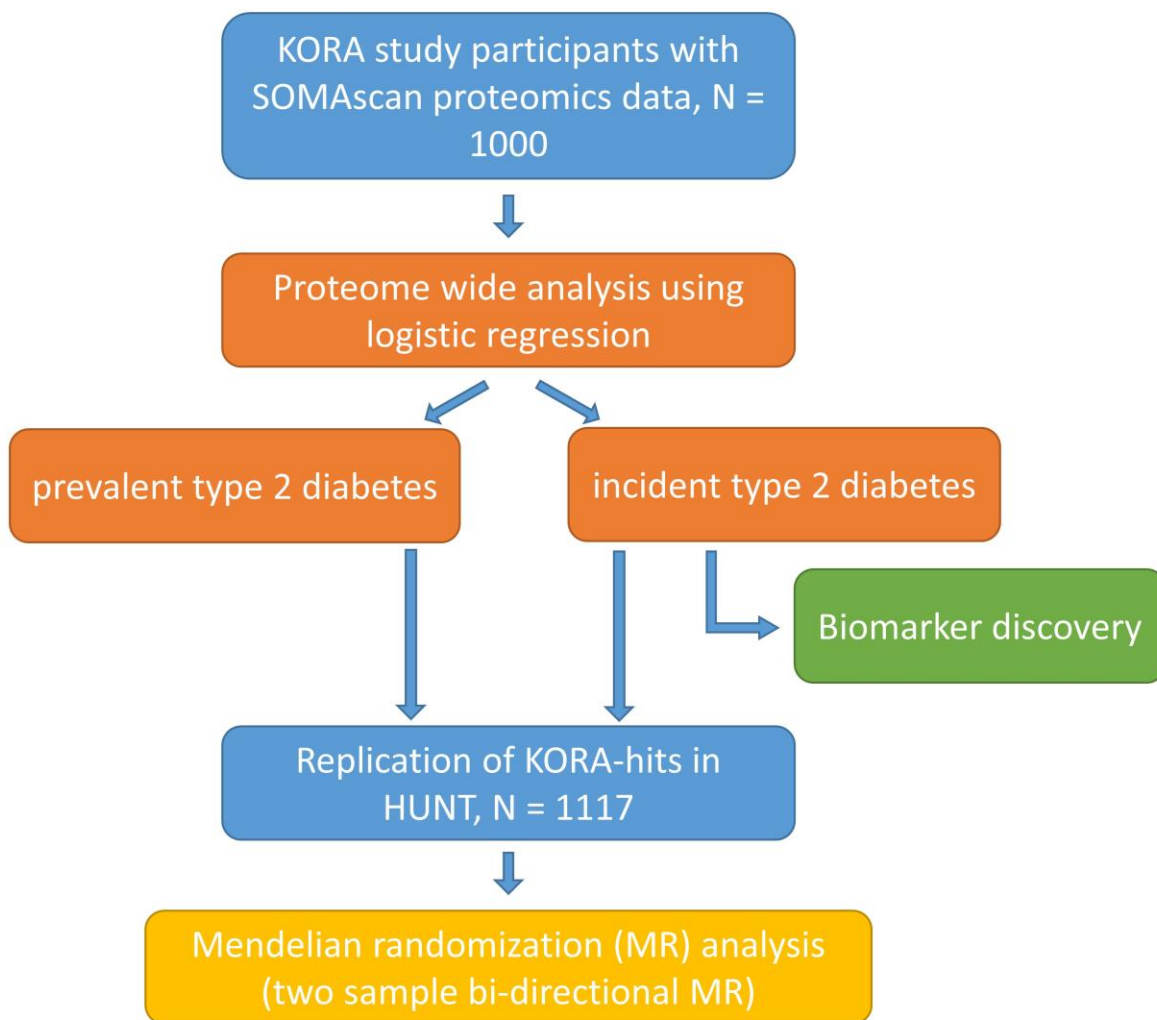 KORA study participants with
SOMAscan proteomics data, N =
1000
Proteome wide analysis using
logistic regression
prevalent type 2 diabetes
incident type 2 diabetes
Biomarker discovery
Replication of KORA-hits in
HUNT, N = 1117
Mendelian randomization (MR) analysis
(two sample bi-directional MR)